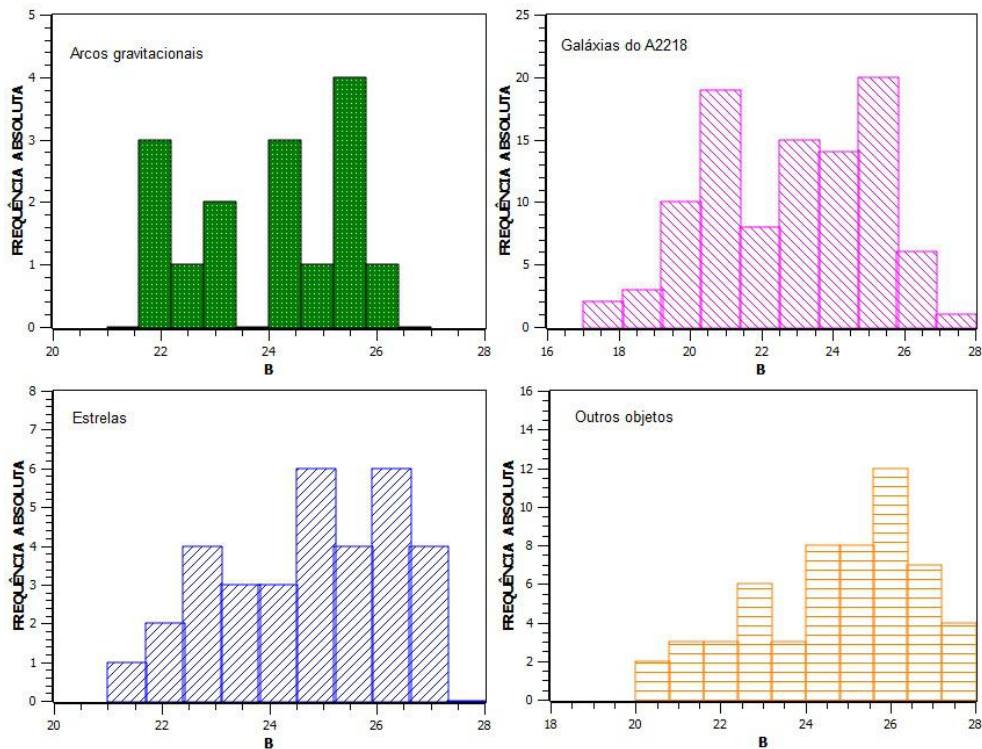 5
4
3
2
1
0
FREQUÊNCIA ABSOLUTA
Arcos gravitacionais
20 22 24 26 28
B
25
20
15
10
5
0
FREQUÊNCIA ABSOLUTA
Galáxias do A2218
16 18 20 22 24 26 28
B
8
7
6
5
4
3
2
1
0
FREQUÊNCIA ABSOLUTA
Estrelas
20 22 24 26 28
B
16
14
12
10
8
6
4
2
0
FREQUÊNCIA ABSOLUTA
Outros objetos
18 20 22 24 26 28
B